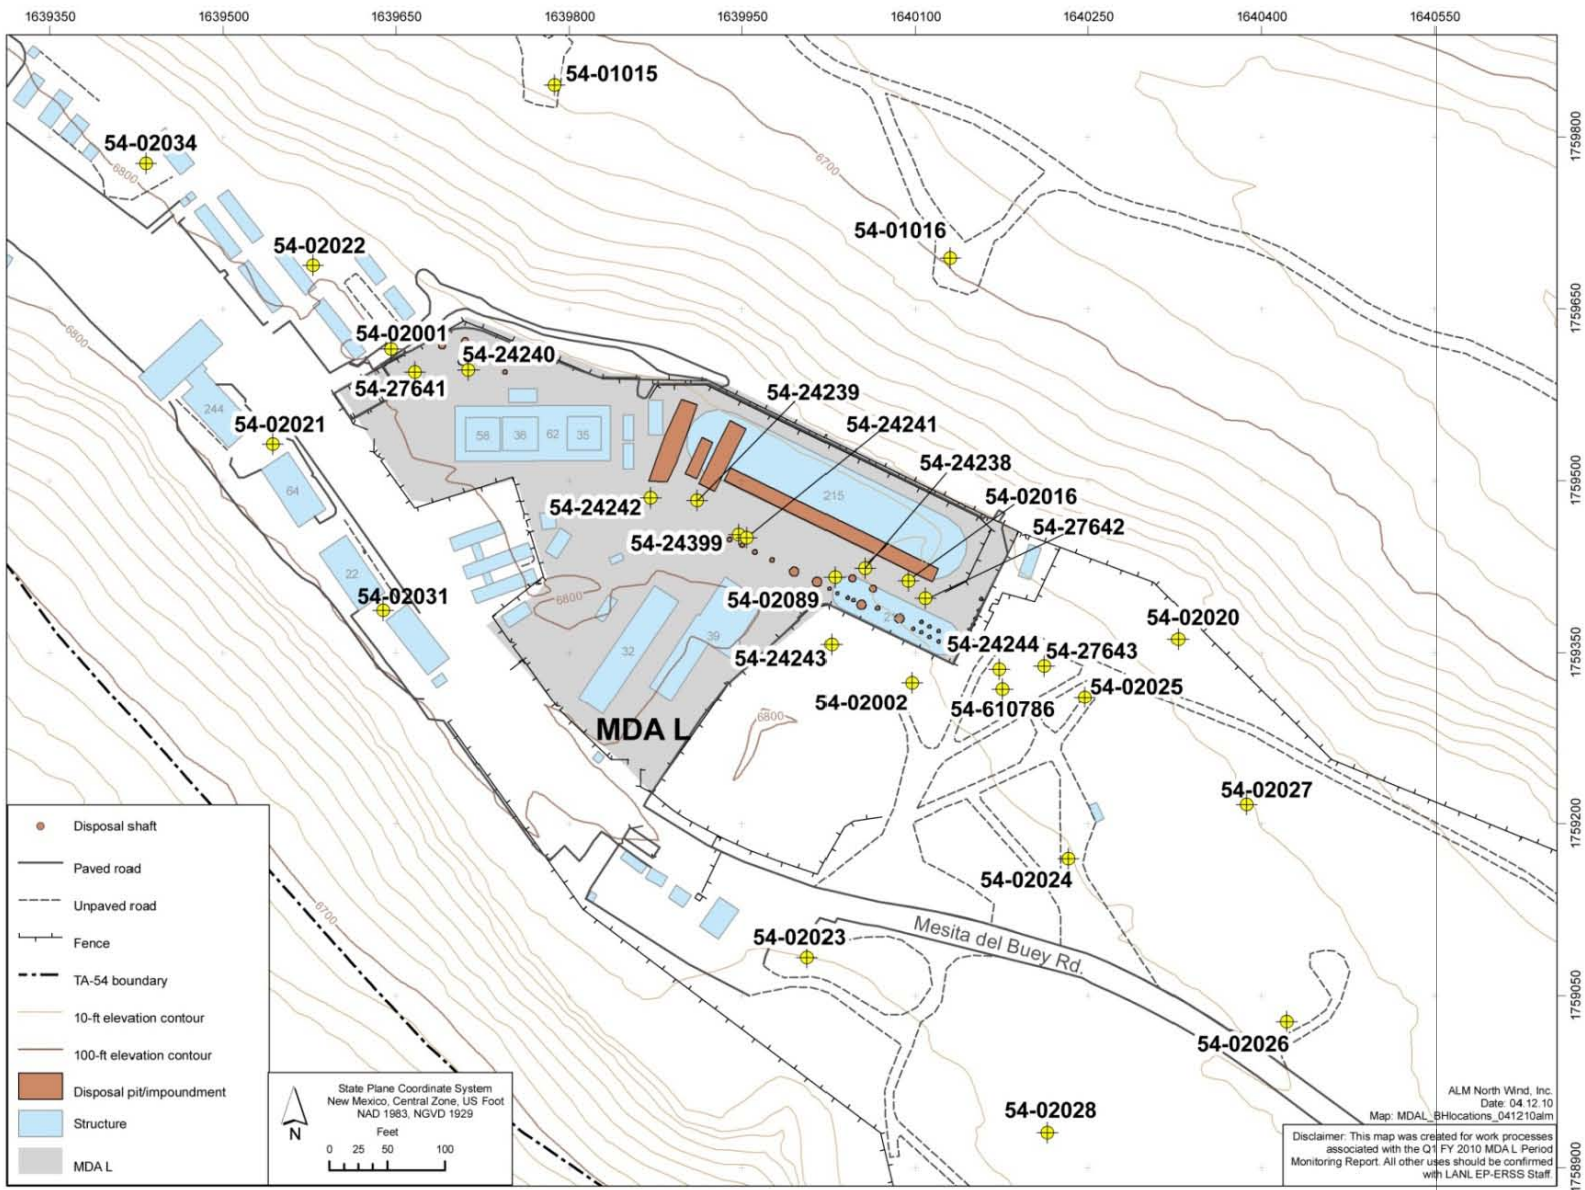 1639350 1639500 1639650 1639800 1639950 1640100 1640250 1640400 1640550
54-01015
1759800
54-02034
6800
6700
54-01016
54-02022
1759650
6800
54-02001
54-24240
54-27641
54-24239
244
54-02021
54-24241
56 36 62 35
54-24238
1759500
64
215
54-02016
54-24242
54-27642
54-24399
22
54-02031
6800
54-02089
54-02020
39
32
54-24243
54-24244
54-27643
1759350
54-02002
54-610786
54-02025
6800
MDA L
54-02027
1759200
54-02024
6700
54-02023
Mesita del Buey Rd.
1759050
54-02026
54-02028
1758900
Disposal shaft
Paved road
Unpaved road
Fence
TA-54 boundary
10-ft elevation contour
100-ft elevation contour
Disposal pit/impoundment
Structure
MDA L
N
State Plane Coordinate System
New Mexico, Central Zone, US Foot
NAD 1983, NGVD 1929
Feet
0 25 50 100
ALM North Wind, Inc.
Date: 04.12.10
Map: MDAL_BHlocations_041210alm
Disclaimer: This map was created for work processes
associated with the Q1 FY 2010 MDA L Period
Monitoring Report. All other uses should be confirmed
with LANL EP-ERSS Staff.